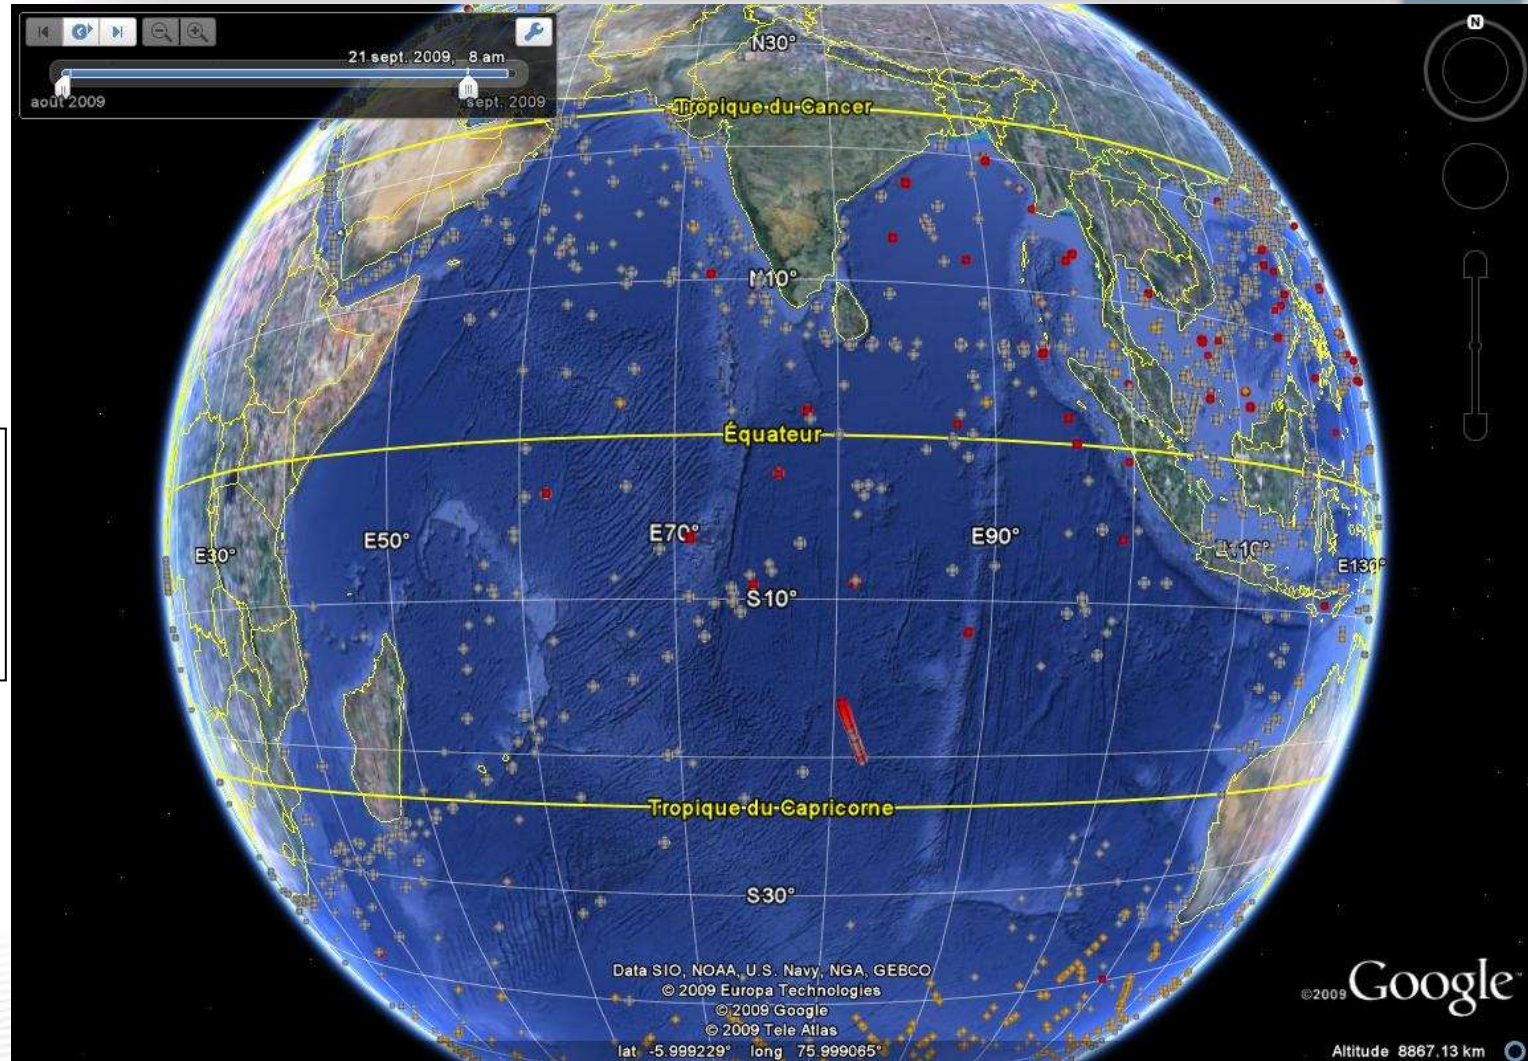 21 sept. 2009, 8 am
août 2009
sept. 2009
N
N30°
Tropique du Cancer
N10°
Équateur
E30°
E50°
E70°
E90°
E110°
E130°
S10°
Tropique du Capricorne
S30°
Data SIO, NOAA, U.S. Navy, NGA, GEBCO
© 2009 Europa Technologies
© 2009 Google
© 2009 Tele Atlas
©2009 Google™
lat -5.999229° long 75.999065°
Altitude 8867.13 km